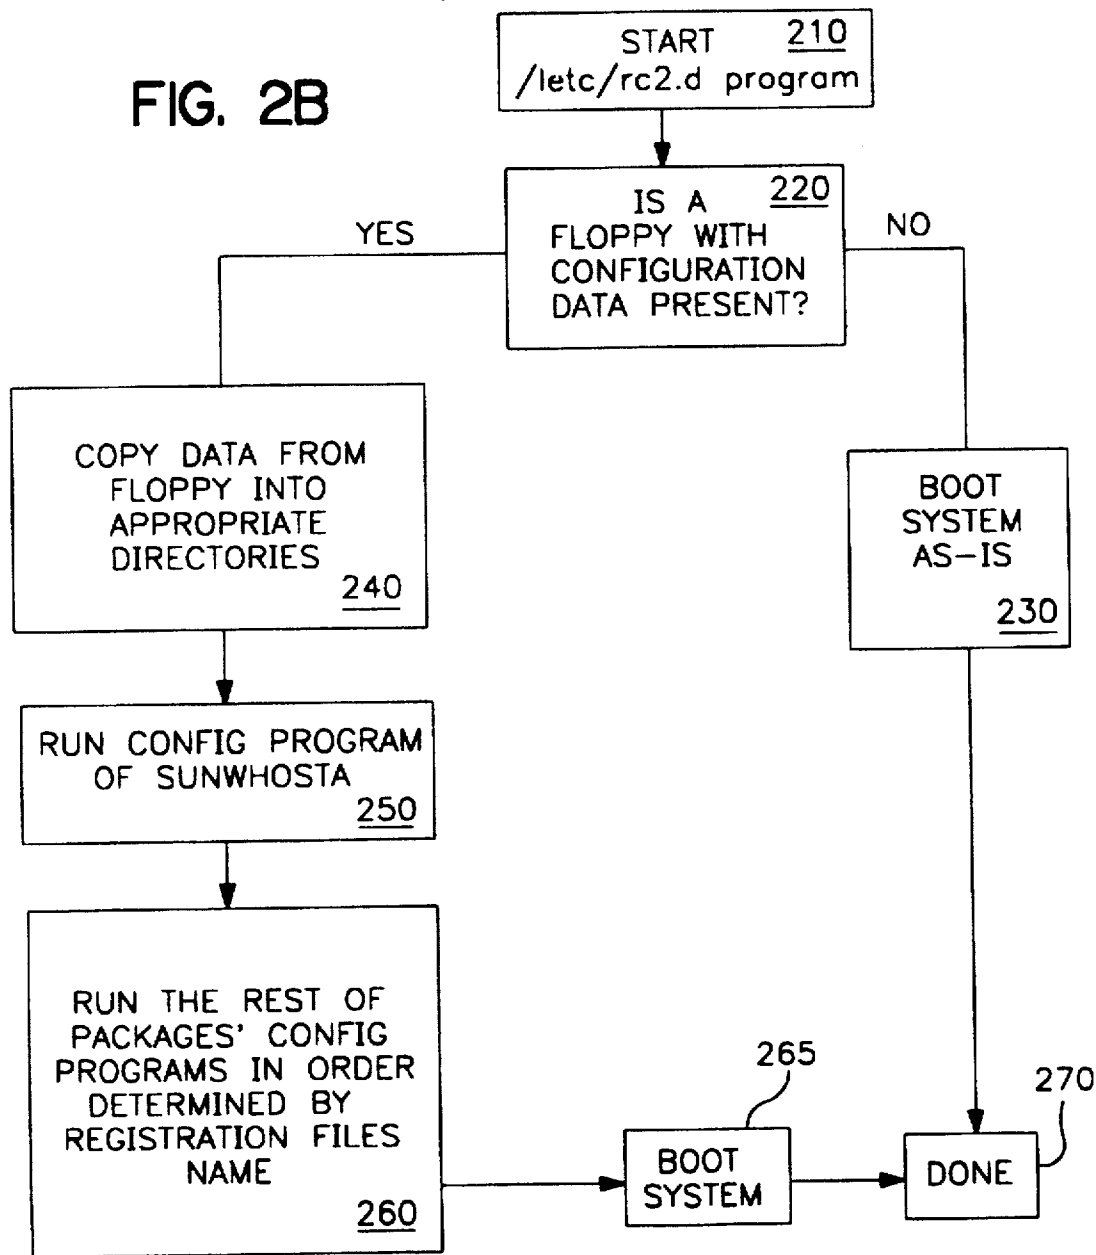 FIG. 2B
START 210
/letc/rc2.d program
220
IS A
FLOPPY WITH
CONFIGURATION
DATA PRESENT?
YES
NO
COPY DATA FROM
FLOPPY INTO
APPROPRIATE
DIRECTORIES
240
BOOT
SYSTEM
AS-IS
230
RUN CONFIG PROGRAM
OF SUNWHOSTA
250
RUN THE REST OF
PACKAGES' CONFIG
PROGRAMS IN ORDER
DETERMINED BY
REGISTRATION FILES
NAME
260
265
BOOT
SYSTEM
270
DONE